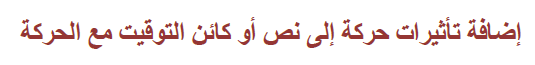 إضافة تأثيرات حركة إلى نص أو كائن التوقيت مع الحركة